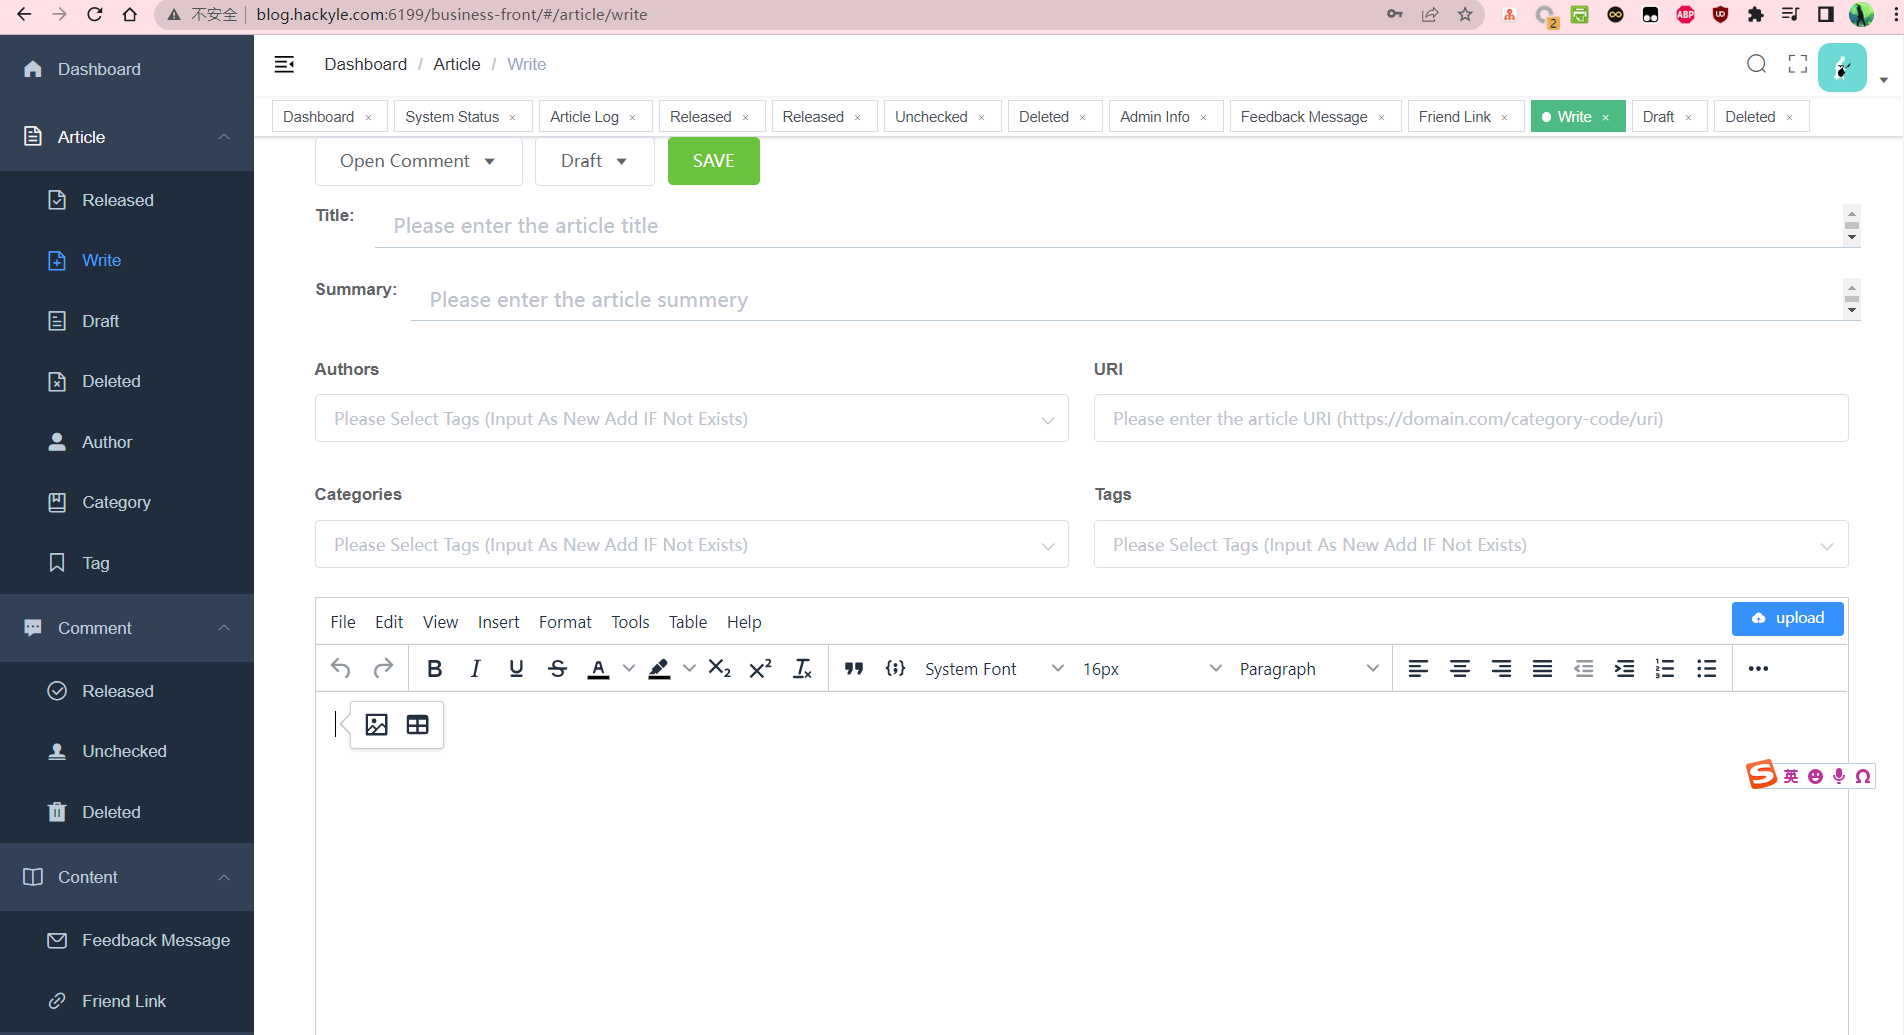 不安全 blog.hackyle.com:6199/business-front/#/article/write
2
ABP
Dashboard
Article
Released
Write
Draft
Deleted
Author
Category
Tag
Comment
Released
Unchecked
Deleted
Content
Feedback Message
Friend Link
Dashboard / Article / Write
Dashboard × System Status × Article Log × Released × Released × Unchecked × Deleted × Admin Info × Feedback Message × Friend Link × Write × Draft × Deleted ×
Open Comment Draft SAVE
Title: Please enter the article title
Summary: Please enter the article summery
Authors URI
Please Select Tags (Input As New Add IF Not Exists) Please enter the article URI (https://domain.com/category-code/uri)
Categories Tags
Please Select Tags (Input As New Add IF Not Exists) Please Select Tags (Input As New Add IF Not Exists)
File Edit View Insert Format Tools Table Help upload
System Font 16px Paragraph
英